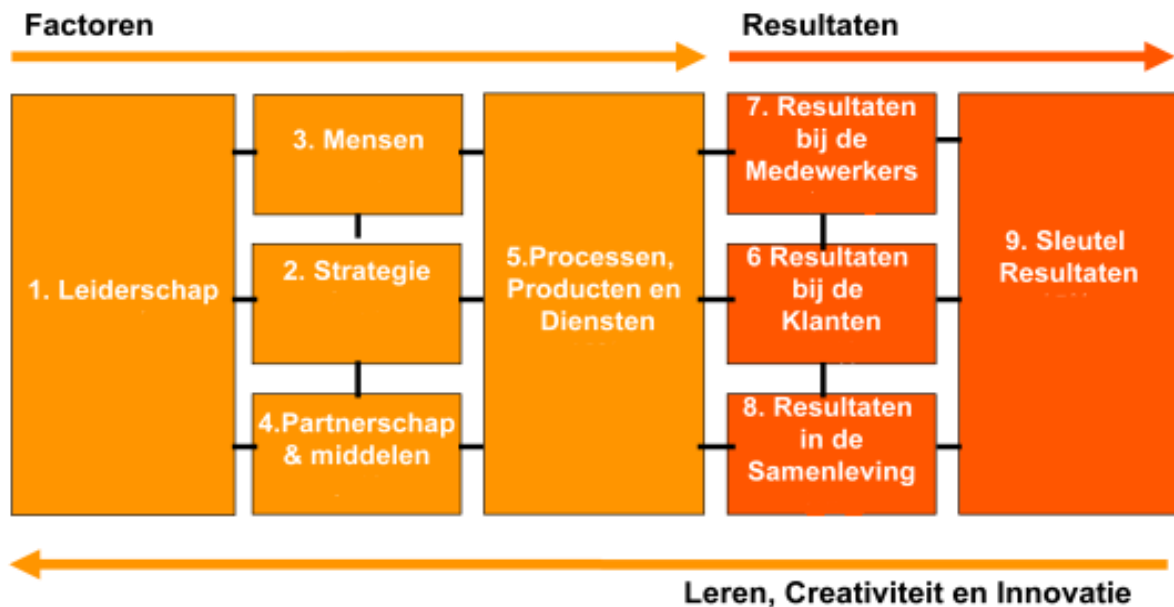 Factoren
Resultaten
1. Leiderschap
3. Mensen
2. Strategie
4.Partnerschap
& middelen
5.Processen,
Producten en
Diensten
7. Resultaten
bij de
Medewerkers
6 Resultaten
bij de
Klanten
8. Resultaten
in de
Samenleving
9. Sleutel
Resultaten
Leren, Creativiteit en Innovatie